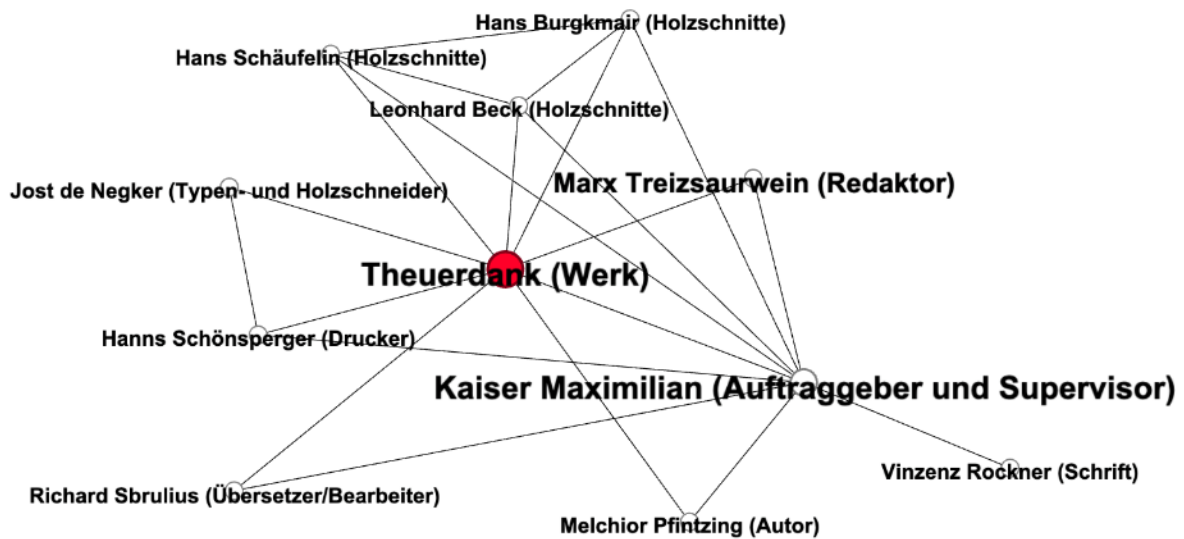 Hans Burgkmair (Holzschnitte)
Hans Schäufelin (Holzschnitte)
Leonhard Beck (Holzschnitte)
Marx Treizsaurwein (Redaktor)
Jost de Negker (Typen- und Holzschneider)
Theuerdank (Werk)
Hanns Schönsperger (Drucker)
Kaiser Maximilian (Auftraggeber und Supervisor)
Vinzenz Rockner (Schrift)
Richard Sbrulius (Übersetzer/Bearbeiter)
Melchior Pfintzing (Autor)